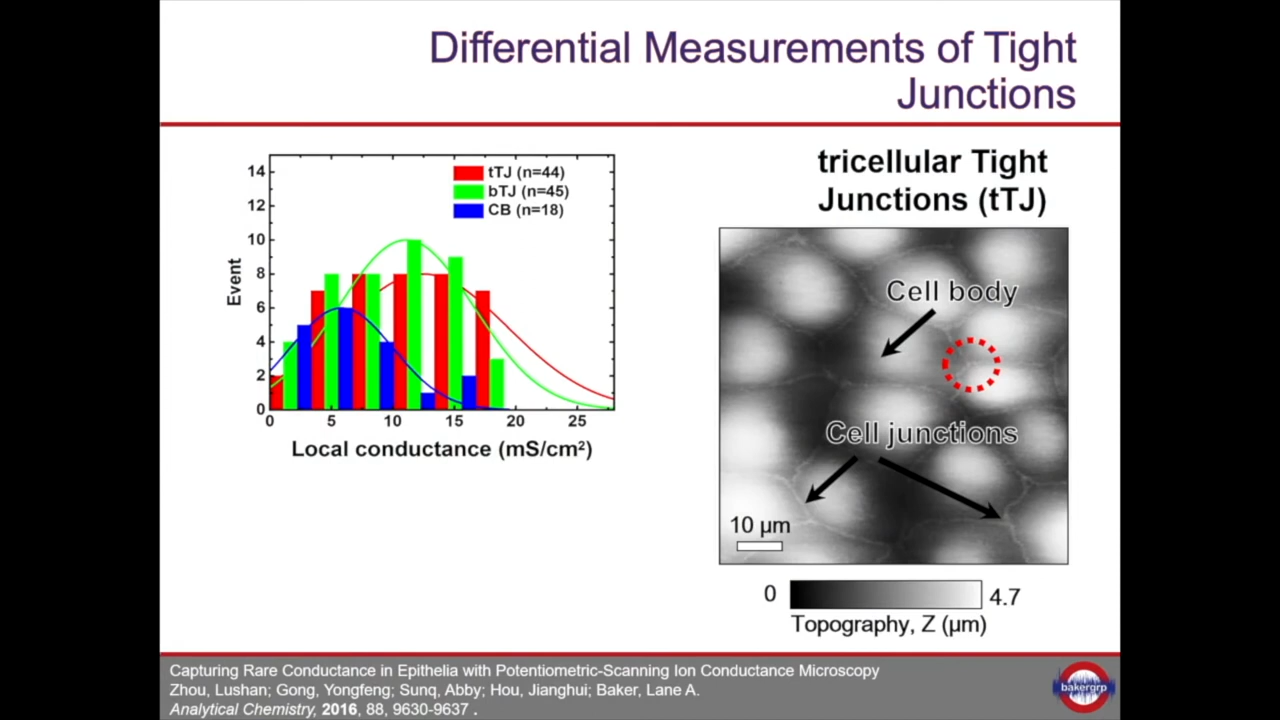 Differential Measurements of Tight
Junctions
14
12
10
8
6
4
2
0
Event
tTJ (n=44)
bTJ (n=45)
CB (n=18)
0 5 10 15 20 25
Local conductance (mS/cm²)
tricellular Tight
Junctions (tTJ)
Cell body
Cell junctions
10 µm
0 4.7
Topography, Z (µm)
Capturing Rare Conductance in Epithelia with Potentiometric-Scanning Ion Conductance Microscopy
Zhou, Lushan; Gong, Yongfeng; Sunq, Abby; Hou, Jianghui; Baker, Lane A.
Analytical Chemistry, 2016, 88, 9630-9637 .
bakergrp